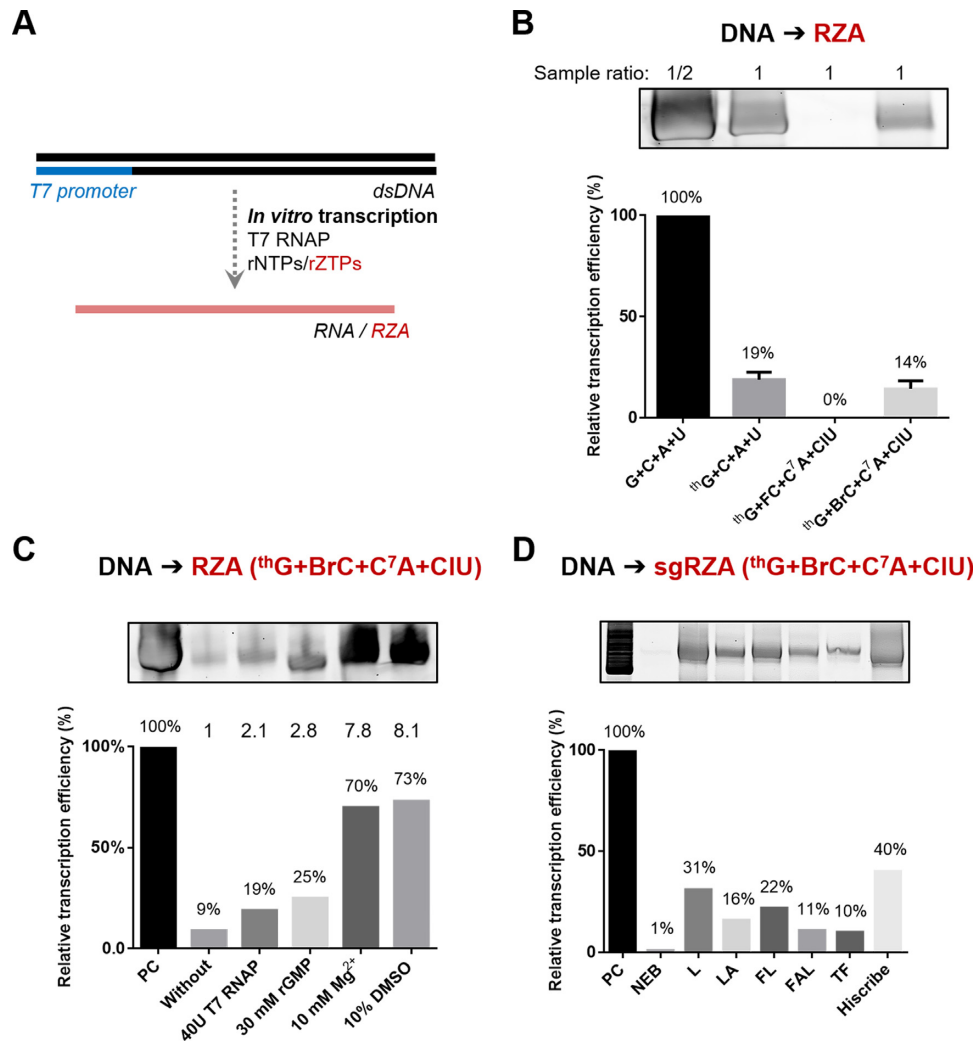 A
T7 promoter
dsDNA
In vitro transcription
T7 RNAP
rNTPs/rZTPs
RNA / RZA
B
DNA ➔ RZA
Sample ratio: 1/2 1 1 1
Relative transcription efficiency (%)
100
50
0
100%
19%
0%
14%
G+C+A+U
thG+C+A+U
thG+FC+C7A+ClU
thG+BrC+C7A+ClU
C
DNA ➔ RZA (thG+BrC+C7A+ClU)
Relative transcription efficiency (%)
100%
50%
0.0
100% 1 2.1 2.8 7.8 8.1
9%
19%
25%
70%
73%
PC
Without
40U T7 RNAP
30 mM rGMP
10 mM Mg2+
10% DMSO
D
DNA ➔ sgRZA (thG+BrC+C7A+ClU)
Relative transcription efficiency (%)
100
50
0
100%
1%
31%
16%
22%
11%
10%
40%
PC
NEB
L
LA
FL
FAL
TF
Hiscribe